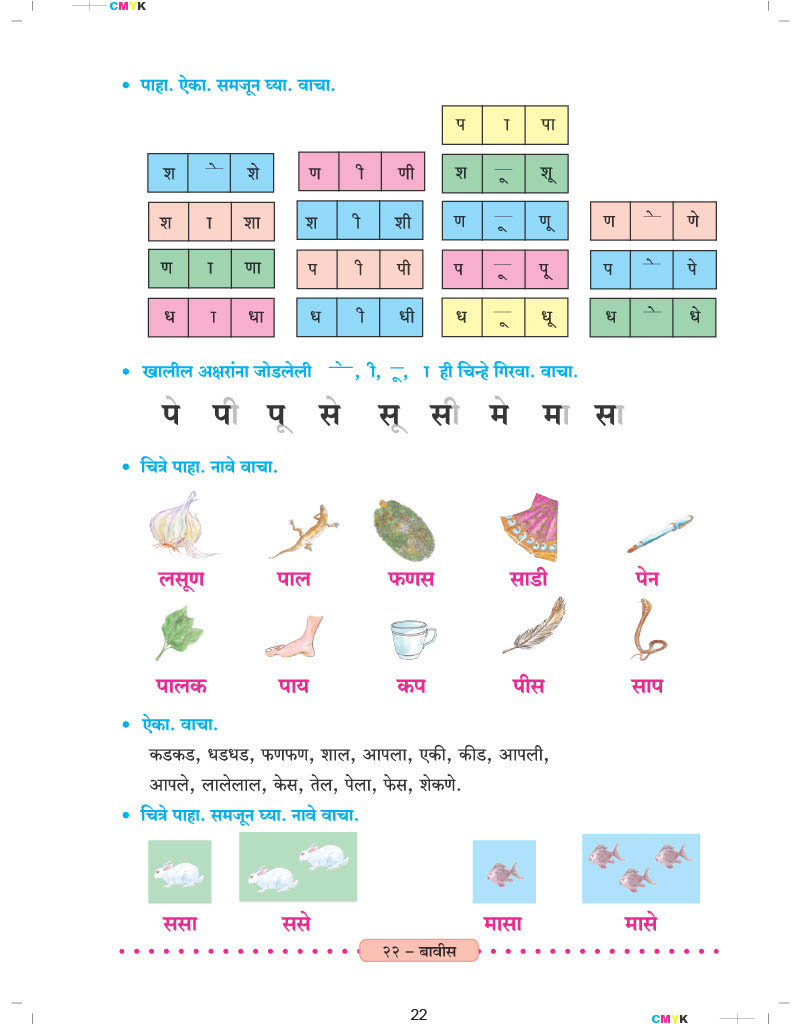 CMYK
• पाहा. ऐका. समजून घ्या. वाचा.
प ा पा
श े शे ण ी णी श ू शू
श ा शा श ी शी ण ू णू ण े णे
ण ा णा प ी पी प ू पू प े पे
ध ा धा ध ी धी ध ू धू ध े धे
• खालील अक्षरांना जोडलेली े, ी, ू, ा ही चिन्हे गिरवा. वाचा.
पे पी पू से सू सी मे मा सा
• चित्रे पाहा. नावे वाचा.
लसूण पाल फणस साडी पेन
पालक पाय कप पीस साप
• ऐका. वाचा.
कडकड, धडधड, फणफण, शाल, आपला, एकी, कीड, आपली,
आपले, लालेलाल, केस, तेल, पेला, फेस, शेकणे.
• चित्रे पाहा. समजून घ्या. नावे वाचा.
ससा ससे मासा मासे
२२ – बावीस
22
CMYK